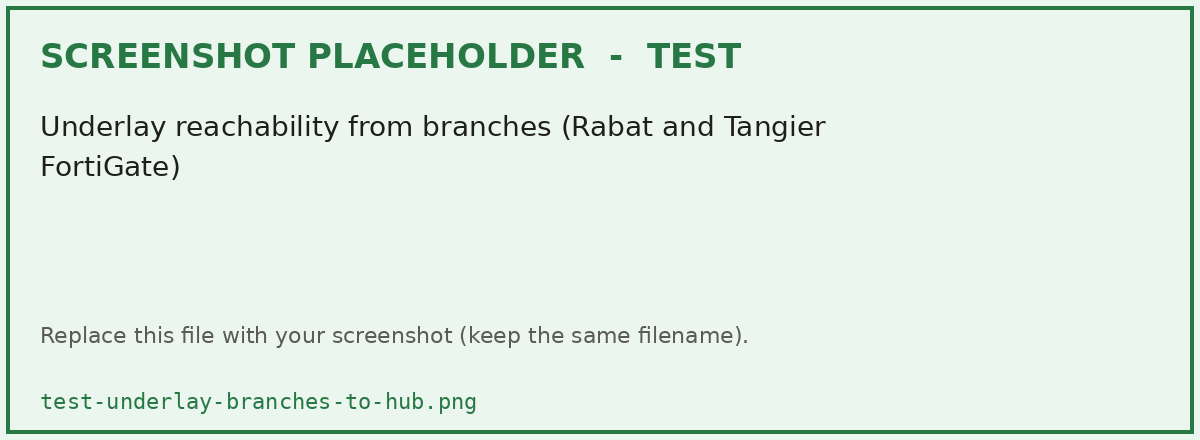 SCREENSHOT PLACEHOLDER - TEST
Underlay reachability from branches (Rabat and Tangier
FortiGate)
Replace this file with your screenshot (keep the same filename).
test-underlay-branches-to-hub.png